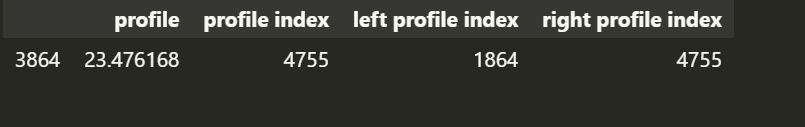 profile profile index left profile index right profile index
3864 23.476168 4755 1864 4755